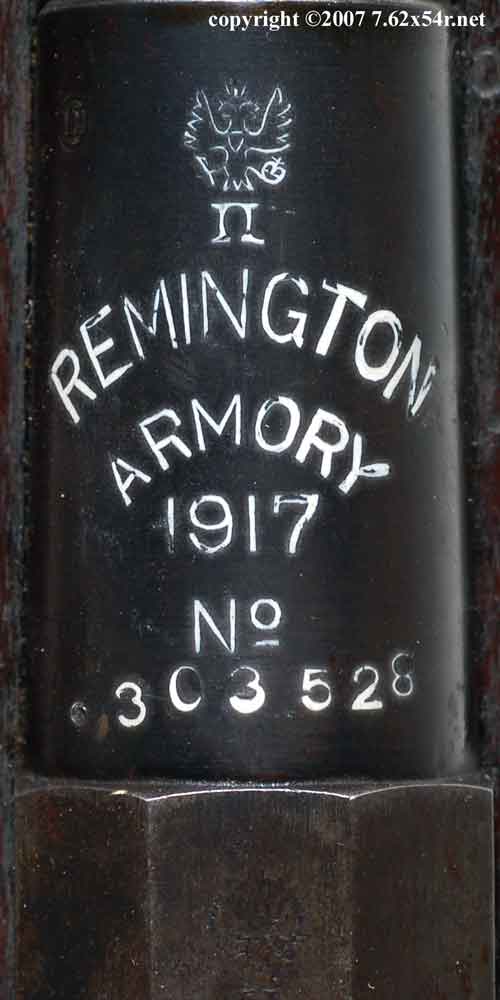 copyright ©2007 7.62x54r.net
П
REMINGTON
ARMORY
1917
Nº
303528